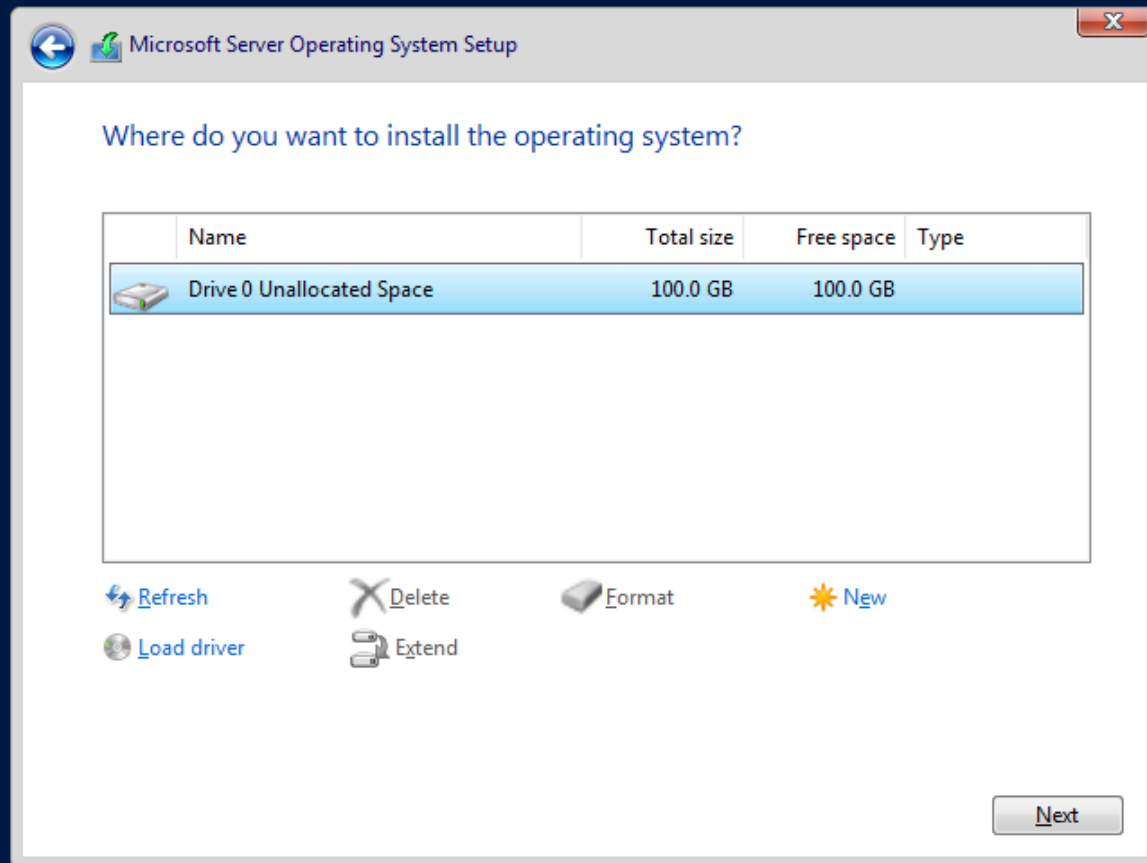 Microsoft Server Operating System Setup
Where do you want to install the operating system?
Name Total size Free space Type
Drive 0 Unallocated Space 100.0 GB 100.0 GB
Refresh Delete Format New
Load driver Extend
Next